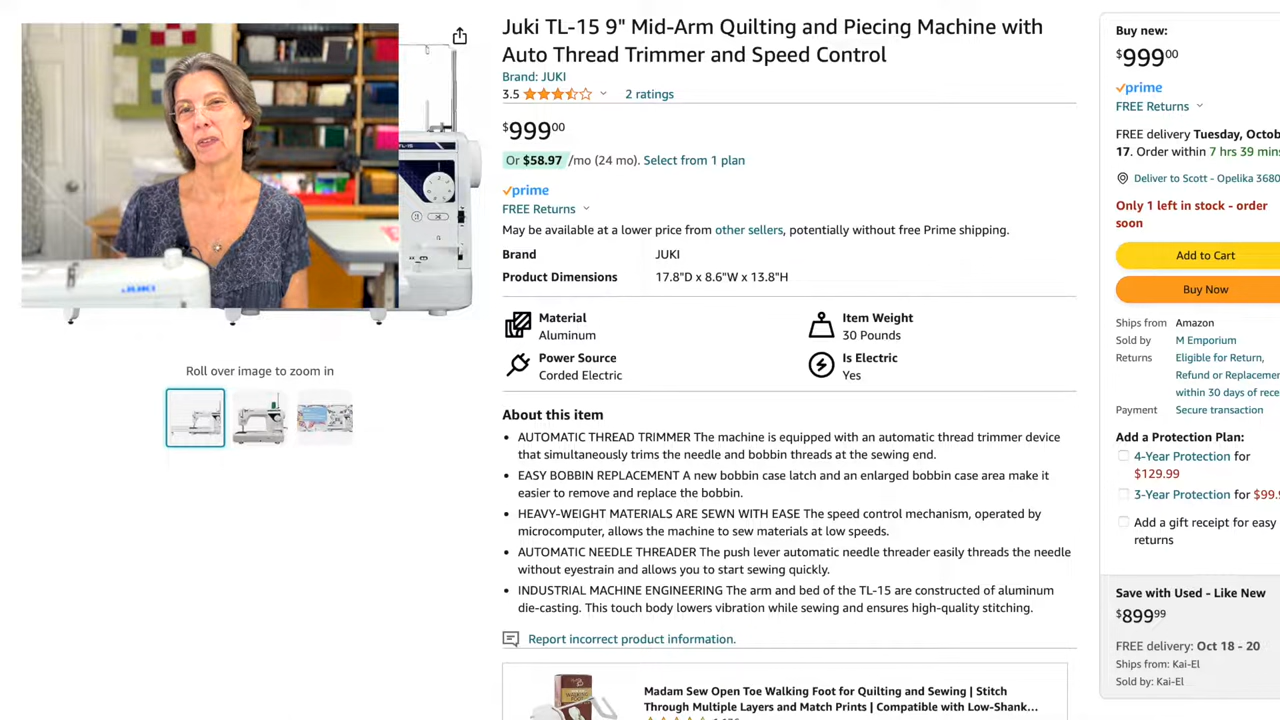 Juki TL-15 9" Mid-Arm Quilting and Piecing Machine with
Auto Thread Trimmer and Speed Control
Brand: JUKI
3.5
2 ratings
$999.00
Or $58.97 /mo (24 mo). Select from 1 plan
prime
FREE Returns
May be available at a lower price from other sellers, potentially without free Prime shipping.
Brand JUKI
Product Dimensions 17.8"D x 8.6"W x 13.8"H
Material
Aluminum
Item Weight
30 Pounds
Power Source
Corded Electric
Is Electric
Yes
About this item
• AUTOMATIC THREAD TRIMMER The machine is equipped with an automatic thread trimmer device
that simultaneously trims the needle and bobbin threads at the sewing end.
• EASY BOBBIN REPLACEMENT A new bobbin case latch and an enlarged bobbin case area make it
easier to remove and replace the bobbin.
• HEAVY-WEIGHT MATERIALS ARE SEWN WITH EASE The speed control mechanism, operated by
microcomputer, allows the machine to sew materials at low speeds.
• AUTOMATIC NEEDLE THREADER The push lever automatic needle threader easily threads the needle
without eyestrain and allows you to start sewing quickly.
• INDUSTRIAL MACHINE ENGINEERING The arm and bed of the TL-15 are constructed of aluminum
die-casting. This touch body lowers vibration while sewing and ensures high-quality stitching.
Report incorrect product information.
Madam Sew Open Toe Walking Foot for Quilting and Sewing | Stitch
Through Multiple Layers and Match Prints | Compatible with Low-Shank...
JUKI
Roll over image to zoom in
Buy new:
$999.00
prime
FREE Returns
FREE delivery Tuesday, Octob
17. Order within 7 hrs 39 mins
Deliver to Scott - Opelika 3680
Only 1 left in stock - order
soon
Add to Cart
Buy Now
Ships from Amazon
Sold by M Emporium
Returns Eligible for Return,
Refund or Replacemen
within 30 days of rece
Payment Secure transaction
Add a Protection Plan:
4-Year Protection for
$129.99
3-Year Protection for $99.9
Add a gift receipt for easy
returns
Save with Used - Like New
$899.99
FREE delivery: Oct 18 - 20
Ships from: Kai-El
Sold by: Kai-El